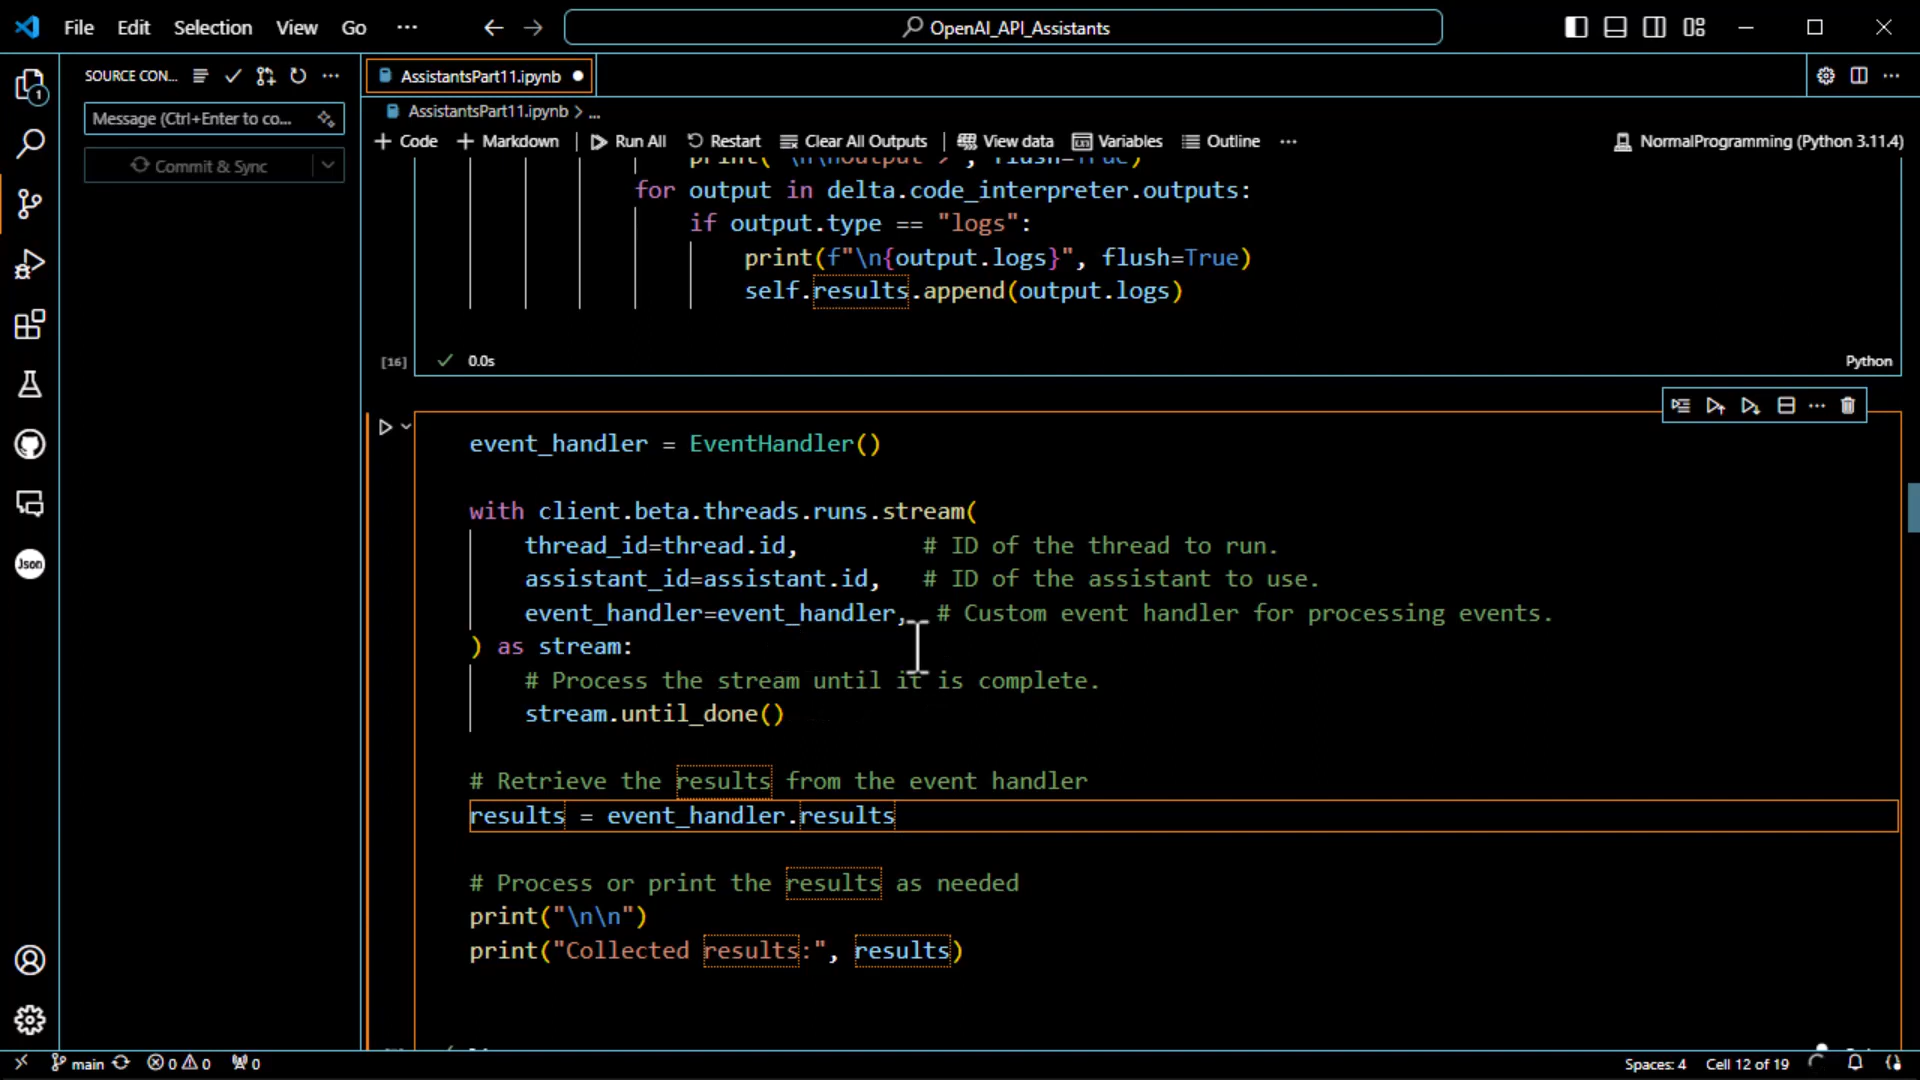 File Edit Selection View Go ··· OpenAI_API_Assistants
SOURCE CON... ···
AssistantsPart11.ipynb
Message (Ctrl+Enter to co...
AssistantsPart11.ipynb > ...
Commit & Sync
+ Code + Markdown Run All Restart Clear All Outputs View data Variables Outline ··· NormalProgramming (Python 3.11.4)
for output in delta.code_interpreter.outputs:
if output.type == "logs":
print(f"\n{output.logs}", flush=True)
self.results.append(output.logs)
[16] 0.0s Python
event_handler = EventHandler()
with client.beta.threads.runs.stream(
thread_id=thread.id, # ID of the thread to run.
assistant_id=assistant.id, # ID of the assistant to use.
event_handler=event_handler, # Custom event handler for processing events.
) as stream:
# Process the stream until it is complete.
stream.until_done()
# Retrieve the results from the event handler
results = event_handler.results
# Process or print the results as needed
print("\n\n")
print("Collected results:", results)
1
Json
main 0 0 0 Spaces: 4 Cell 12 of 19